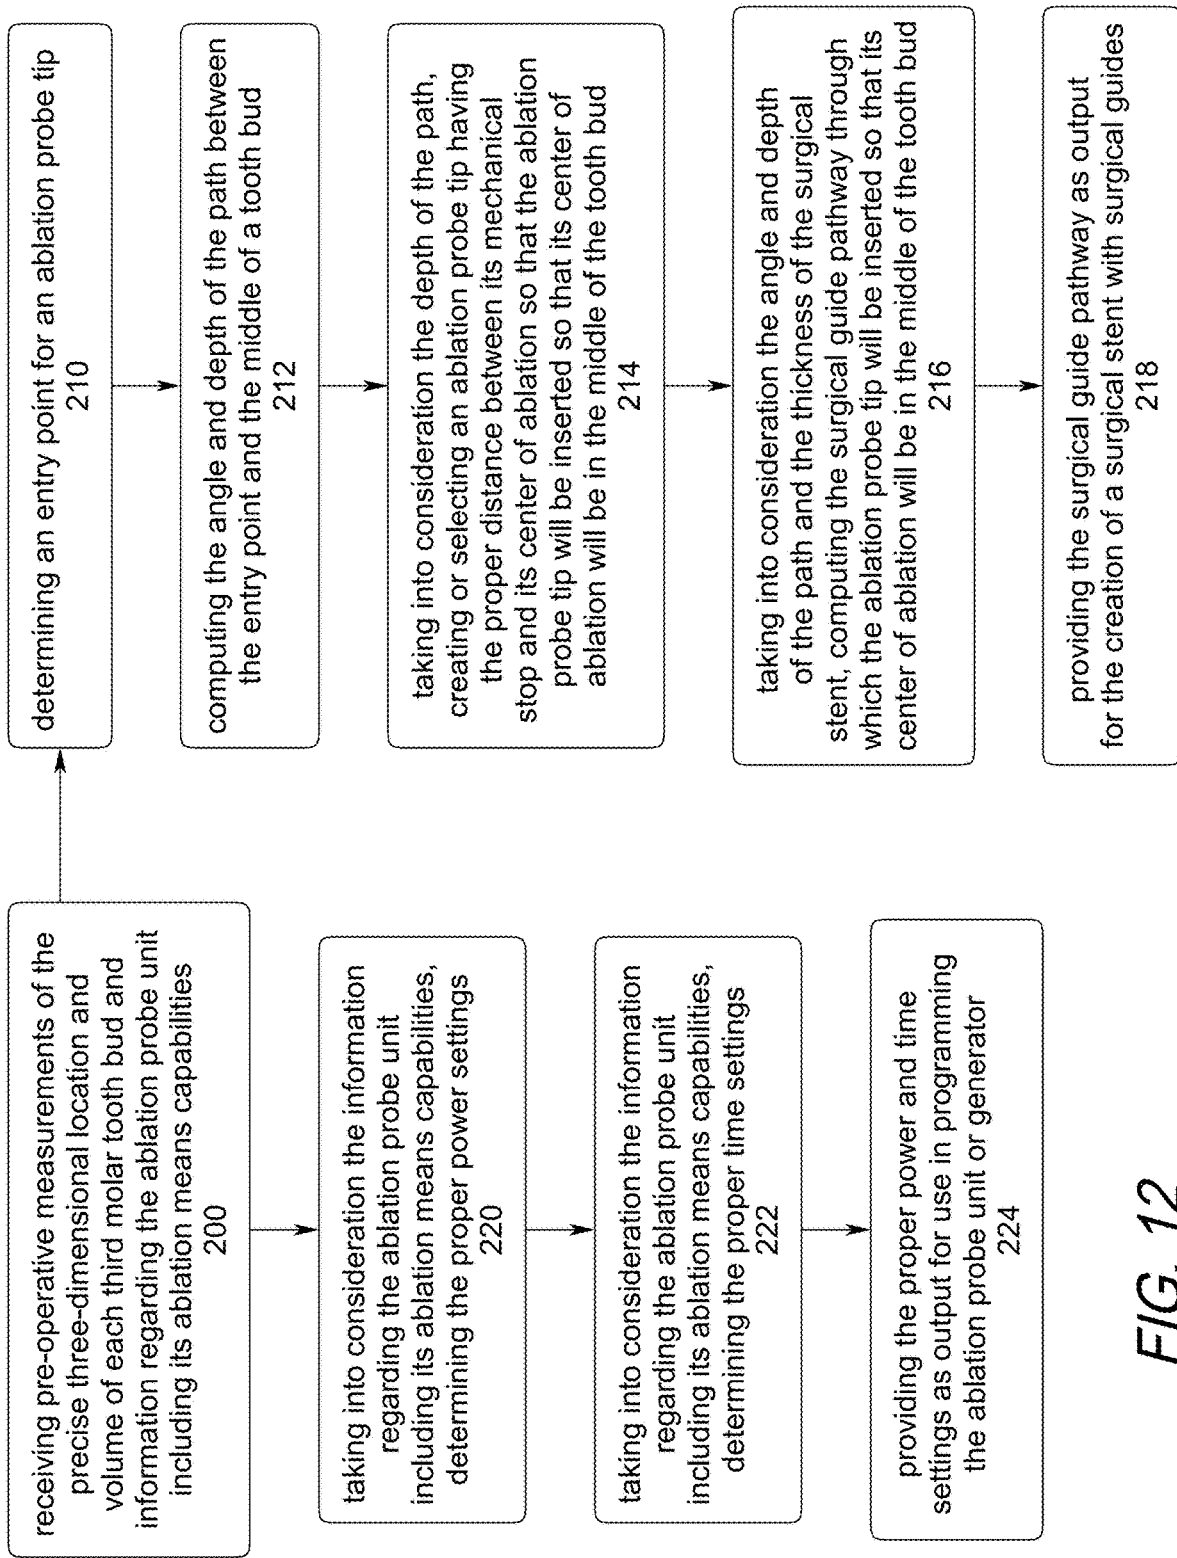 receiving pre-operative measurements of the
precise three-dimensional location and
volume of each third molar tooth bud and
information regarding the ablation probe unit
including its ablation means capabilities
200
taking into consideration the information
regarding the ablation probe unit
including its ablation means capabilities,
determining the proper power settings
220
taking into consideration the information
regarding the ablation probe unit
including its ablation means capabilities,
determining the proper time settings
222
providing the proper power and time
settings as output for use in programming
the ablation probe unit or generator
224
determining an entry point for an ablation probe tip
210
computing the angle and depth of the path between
the entry point and the middle of a tooth bud
212
taking into consideration the depth of the path,
creating or selecting an ablation probe tip having
the proper distance between its mechanical
stop and its center of ablation so that the ablation
probe tip will be inserted so that its center of
ablation will be in the middle of the tooth bud
214
taking into consideration the angle and depth
of the path and the thickness of the surgical
stent, computing the surgical guide pathway through
which the ablation probe tip will be inserted so that its
center of ablation will be in the middle of the tooth bud
216
providing the surgical guide pathway as output
for the creation of a surgical stent with surgical guides
218
FIG. 12